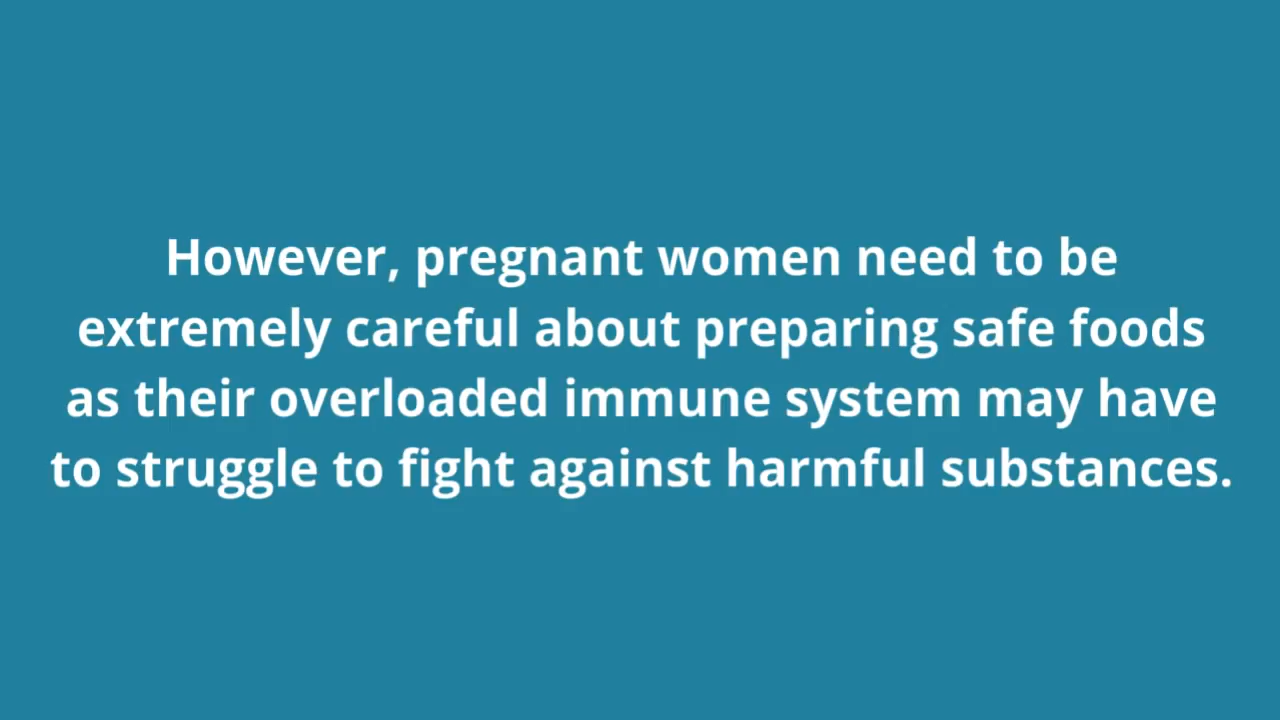 However, pregnant women need to be
extremely careful about preparing safe foods
as their overloaded immune system may have
to struggle to fight against harmful substances.